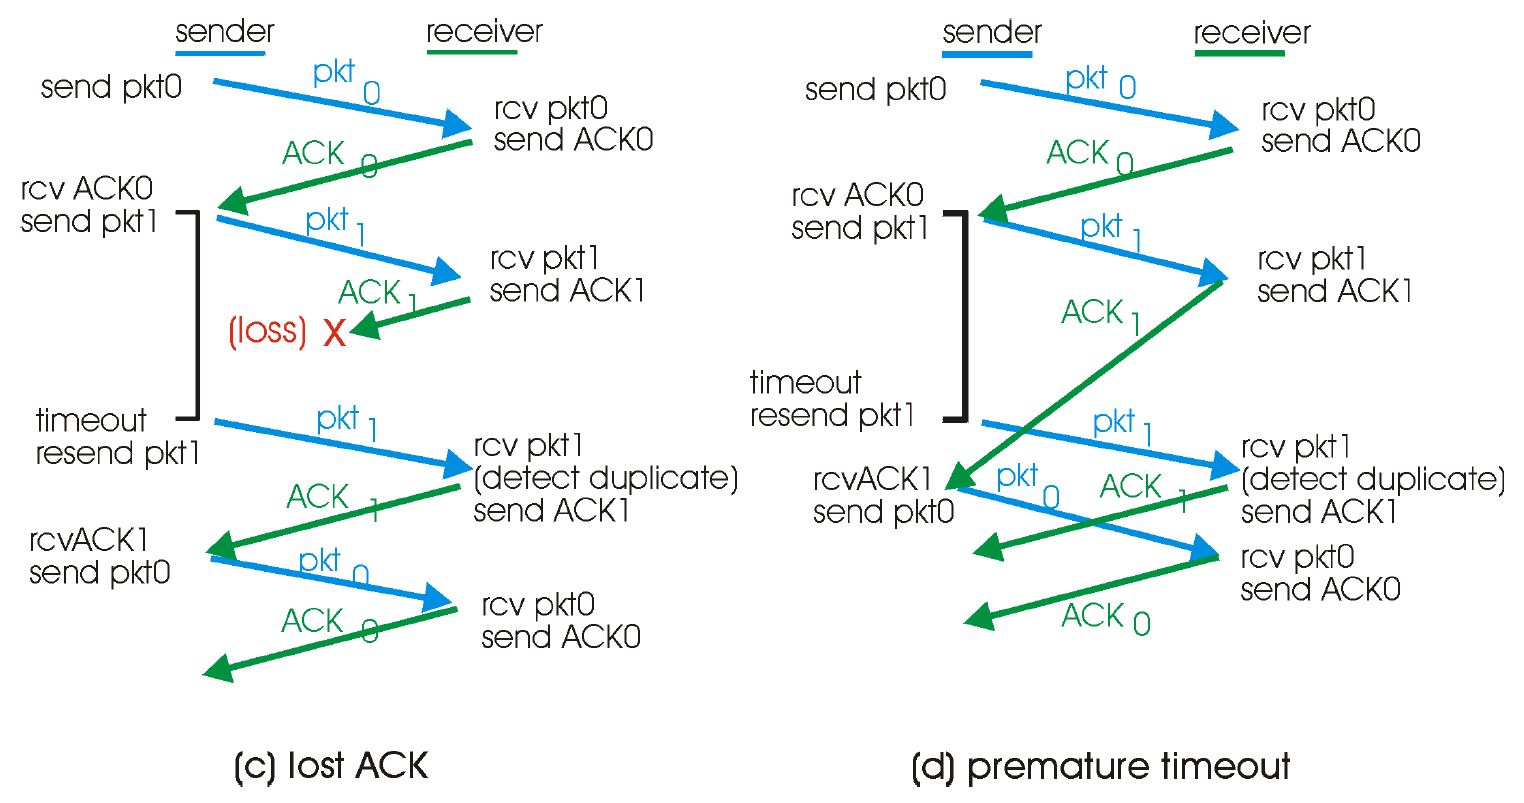 sender
receiver
send pkt0
pkt 0
rcv pkt0
send ACK0
ACK 0
rcv ACK0
send pkt1
pkt 1
rcv pkt1
send ACK1
ACK 1
(loss) X
timeout
resend pkt1
pkt 1
rcv pkt1
(detect duplicate)
send ACK1
ACK 1
rcvACK1
send pkt0
pkt 0
rcv pkt0
send ACK0
ACK 0
(c) lost ACK
sender
receiver
send pkt0
pkt 0
rcv pkt0
send ACK0
ACK 0
rcv ACK0
send pkt1
pkt 1
rcv pkt1
send ACK1
ACK 1
timeout
resend pkt1
pkt 1
rcv pkt1
(detect duplicate)
send ACK1
rcvACK1
send pkt0
pkt 0
ACK 1
rcv pkt0
send ACK0
ACK 0
(d) premature timeout